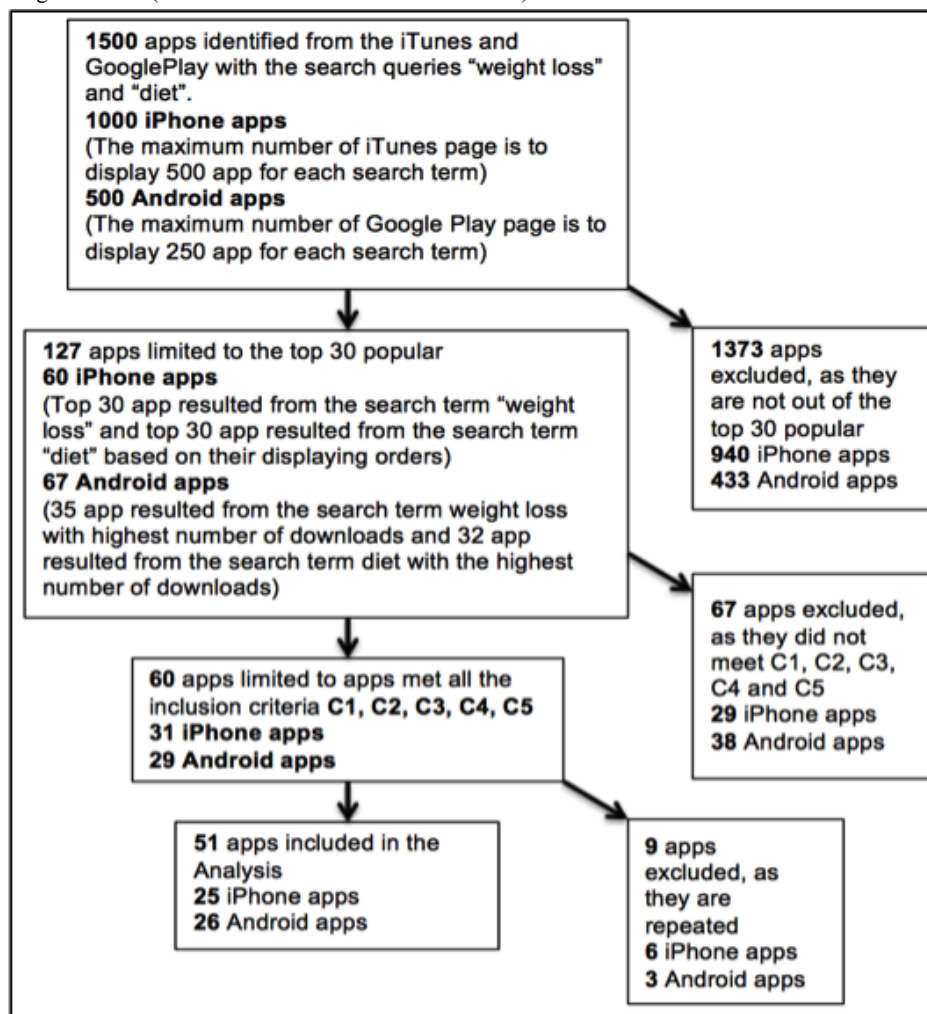 1500 apps identified from the iTunes and
GooglePlay with the search queries “weight loss”
and “diet”.
1000 iPhone apps
(The maximum number of iTunes page is to
display 500 app for each search term)
500 Android apps
(The maximum number of Google Play page is to
display 250 app for each search term)
127 apps limited to the top 30 popular
60 iPhone apps
(Top 30 app resulted from the search term “weight
loss” and top 30 app resulted from the search term
“diet” based on their displaying orders)
67 Android apps
(35 app resulted from the search term weight loss
with highest number of downloads and 32 app
resulted from the search term diet with the highest
number of downloads)
1373 apps
excluded, as they
are not out of the
top 30 popular
940 iPhone apps
433 Android apps
67 apps excluded,
as they did not
meet C1, C2, C3,
C4 and C5
29 iPhone apps
38 Android apps
60 apps limited to apps met all the
inclusion criteria C1, C2, C3, C4, C5
31 iPhone apps
29 Android apps
51 apps included in the
Analysis
25 iPhone apps
26 Android apps
9 apps
excluded, as
they are
repeated
6 iPhone apps
3 Android apps